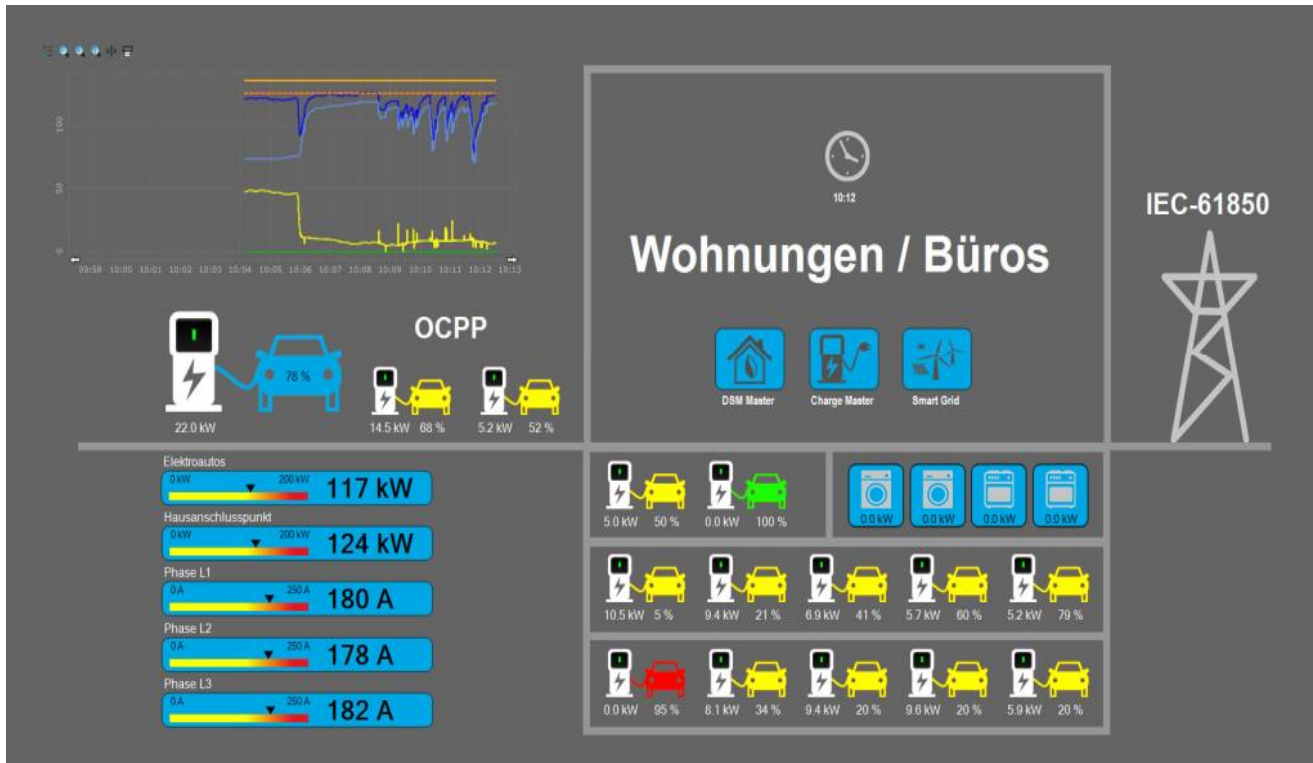 100
50
0
09:59 10:00 10:01 10:02 10:03 10:04 10:05 10:06 10:07 10:08 10:09 10:10 10:11 10:12 10:13
10:12
Wohnungen / Büros
DSM Master Charge Master Smart Grid
IEC-61850
OCPP
78 %
22.0 kW
14.5 kW 68 % 5.2 kW 52 %
Elektroautos
0 kW 200 kW 117 kW
Hausanschlusspunkt
0 kW 200 kW 124 kW
Phase L1
0 A 250 A 180 A
Phase L2
0 A 250 A 178 A
Phase L3
0 A 250 A 182 A
5.0 kW 50 % 0.0 kW 100 %
0.0 kW 0.0 kW 0.0 kW 0.0 kW
10.5 kW 5 % 9.4 kW 21 % 6.9 kW 41 % 5.7 kW 60 % 5.2 kW 79 %
0.0 kW 95 % 8.1 kW 34 % 9.4 kW 20 % 9.6 kW 20 % 5.9 kW 20 %